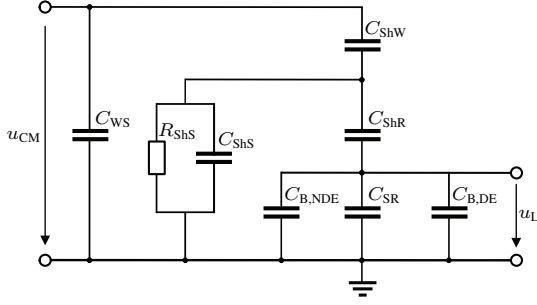 C_ShW
C_WS
R_ShS
C_ShS
C_ShR
u_CM
C_B,NDE
C_SR
C_B,DE
u_L